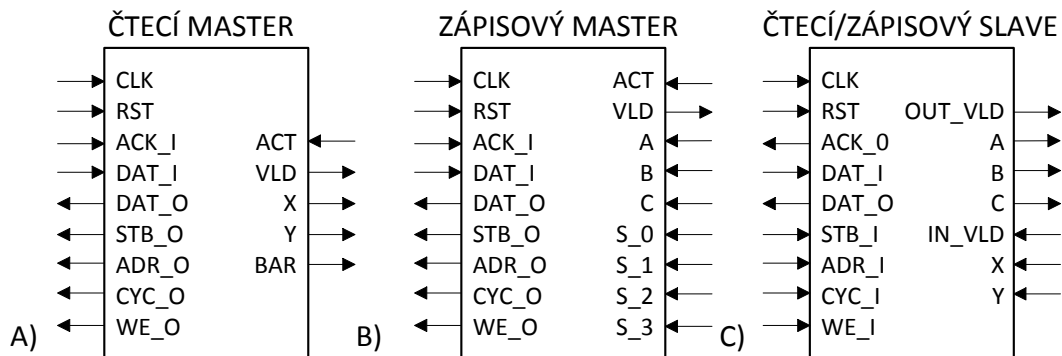 ČTECÍ MASTER
CLK
RST
ACK_I ACT
DAT_I VLD
DAT_O X
STB_O Y
ADR_O BAR
CYC_O
WE_O
A)
ZÁPISOVÝ MASTER
CLK ACT
RST VLD
ACK_I A
DAT_I B
DAT_O C
STB_O S_0
ADR_O S_1
CYC_O S_2
WE_O S_3
B)
ČTECÍ/ZÁPISOVÝ SLAVE
CLK
RST OUT_VLD
ACK_0 A
DAT_I B
DAT_O C
STB_I IN_VLD
ADR_I X
CYC_I Y
WE_I
C)